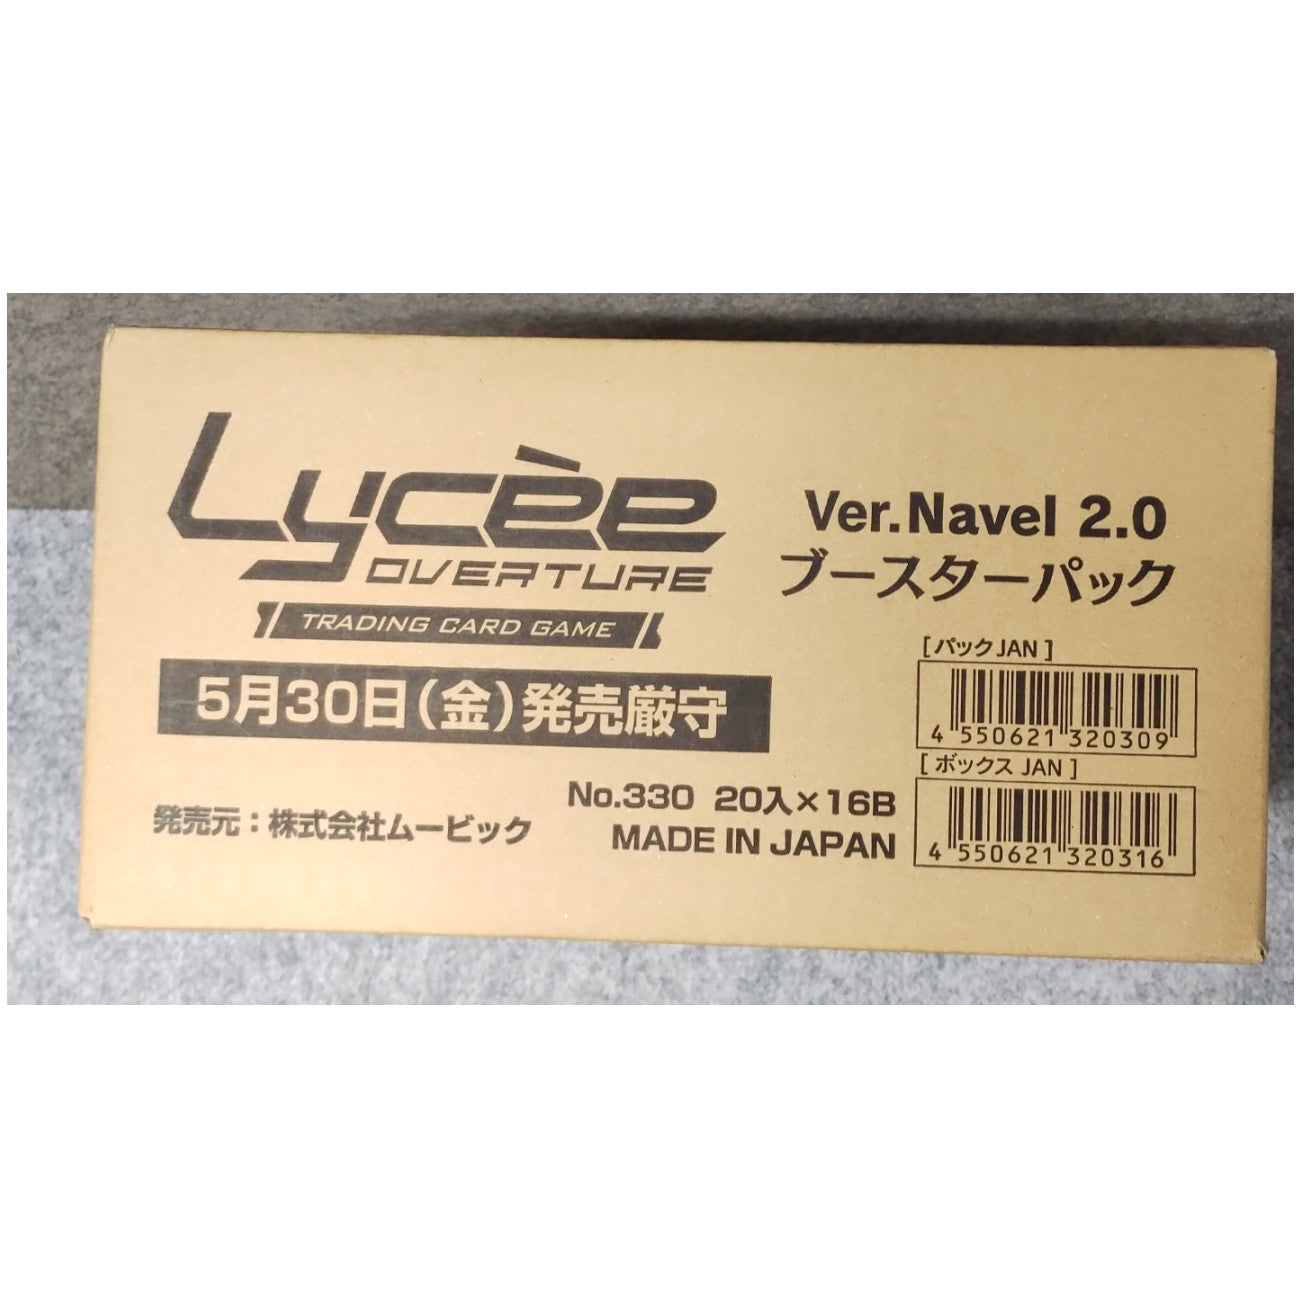 Lycèe
OVERTURE
TRADING CARD GAME
Ver.Navel 2.0
ブースターパック
5月30日(金)発売厳守
発売元:株式会社ムービック
No.330 20入×16B
MADE IN JAPAN
[パックJAN]
4 550621 320309
[ボックス JAN]
4 550621 320316